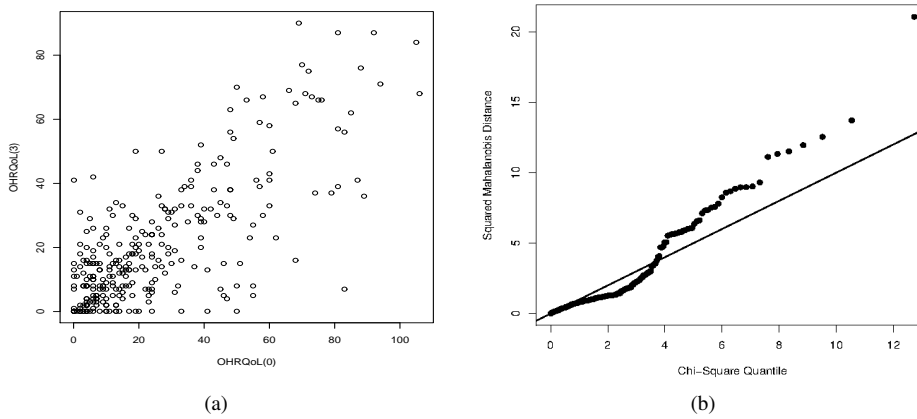 OHRQoL(3)
80
60
40
20
0
0 20 40 60 80 100
OHRQoL(0)
(a)
Squared Mahalanobis Distance
20
15
10
5
0
0 2 4 6 8 10 12
Chi−Square Quantile
(b)